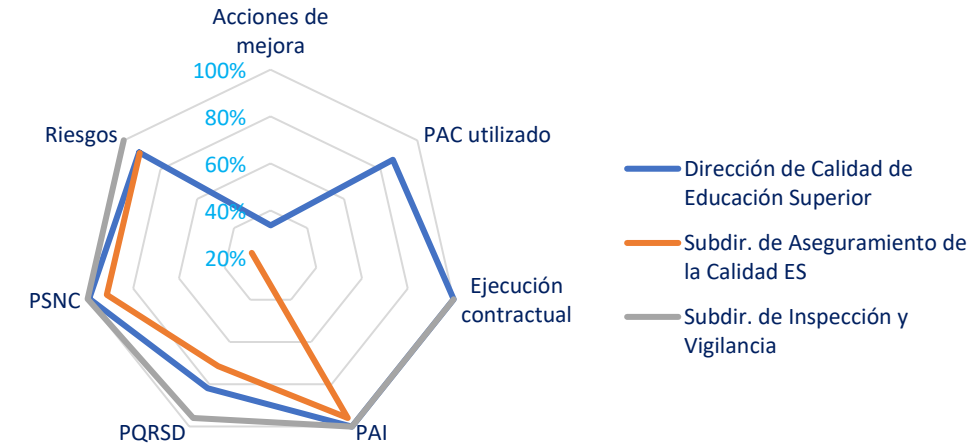 Acciones de
mejora
100%
80%
60%
40%
20%
PAC utilizado
Ejecución
contractual
PAI
PQRSD
PSNC
Riesgos
Dirección de Calidad de
Educación Superior
Subdir. de Aseguramiento de
la Calidad ES
Subdir. de Inspección y
Vigilancia